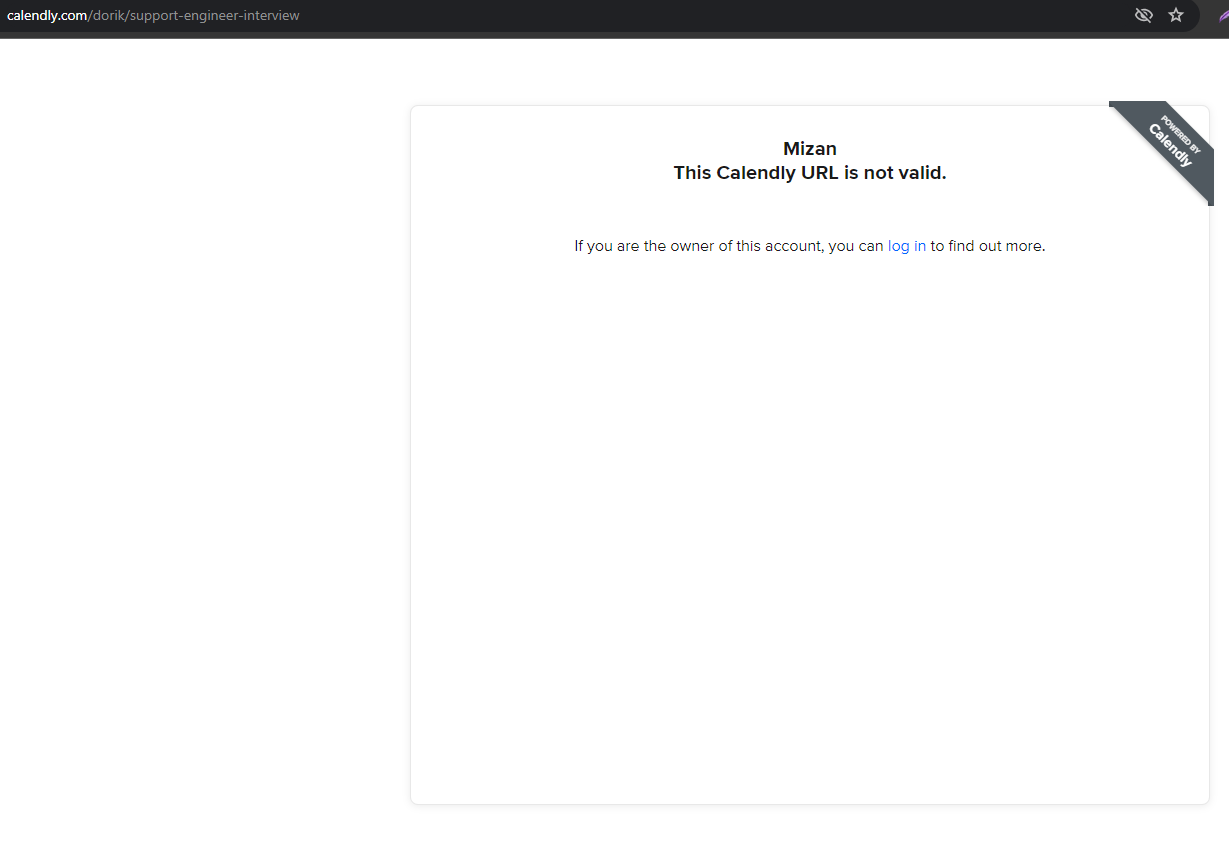 calendly.com/dorik/support-engineer-interview
POWERED BY
Calendly
Mizan
This Calendly URL is not valid.
If you are the owner of this account, you can log in to find out more.